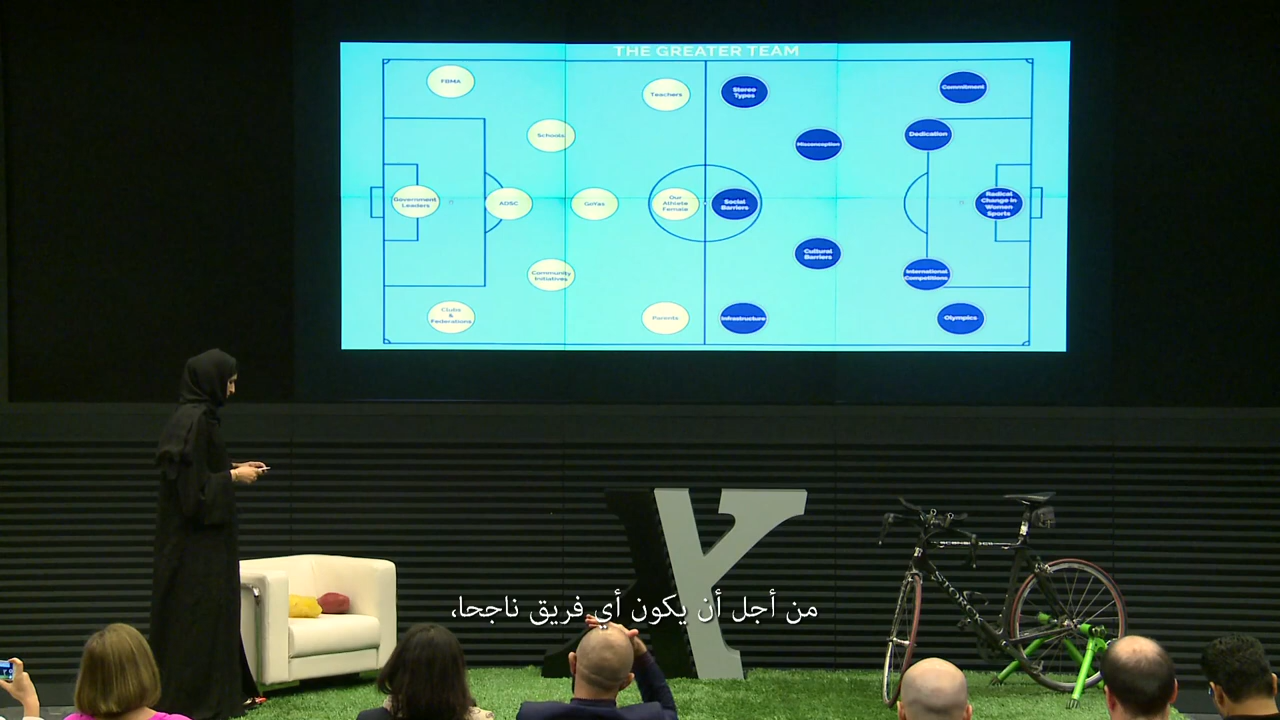 THE GREATER TEAM
FBMA
Teachers
Stereo
Types
Commitment
Schools
Misconception
Dedication
Government
Leaders
ADSC
GoYas
Our
Athlete
Female
Social
Barriers
Radical
Change in
Women
Sports
Community
Initiatives
Cultural
Barriers
International
Competitions
Clubs
&
Federations
Parents
Infrastructure
Olympics
X
من أجل أن يكون أي فريق ناجحا،